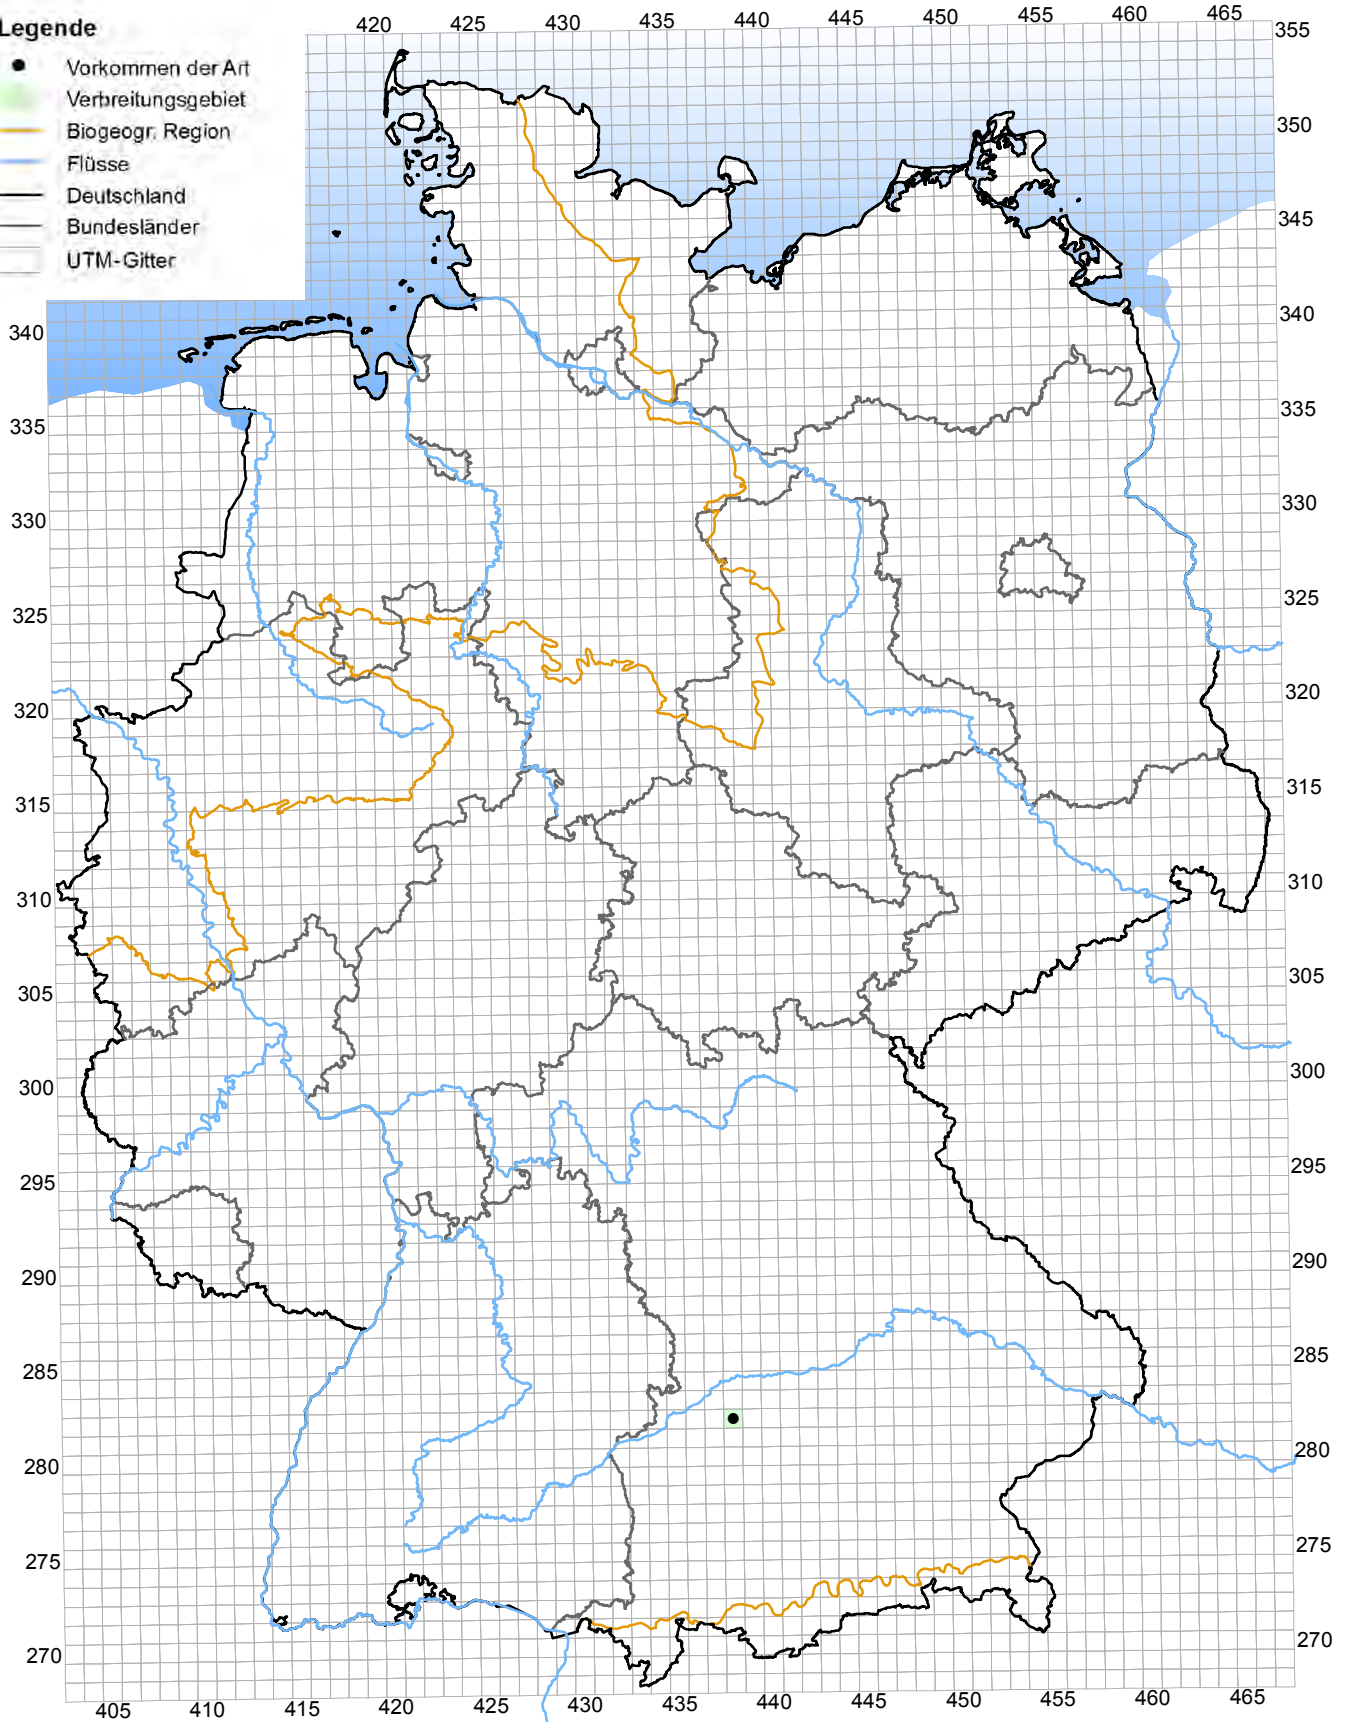 Legende
Vorkommen der Art
Verbreitungsgebiet
Biogeogr. Region
Flüsse
Deutschland
Bundesländer
UTM-Gitter
420 425 430 435 440 445 450 455 460 465
355
350
345
340 340
335 335
330 330
325 325
320 320
315 315
310 310
305 305
300 300
295 295
290 290
285 285
280 280
275 275
270 270
405 410 415 420 425 430 435 440 445 450 455 460 465